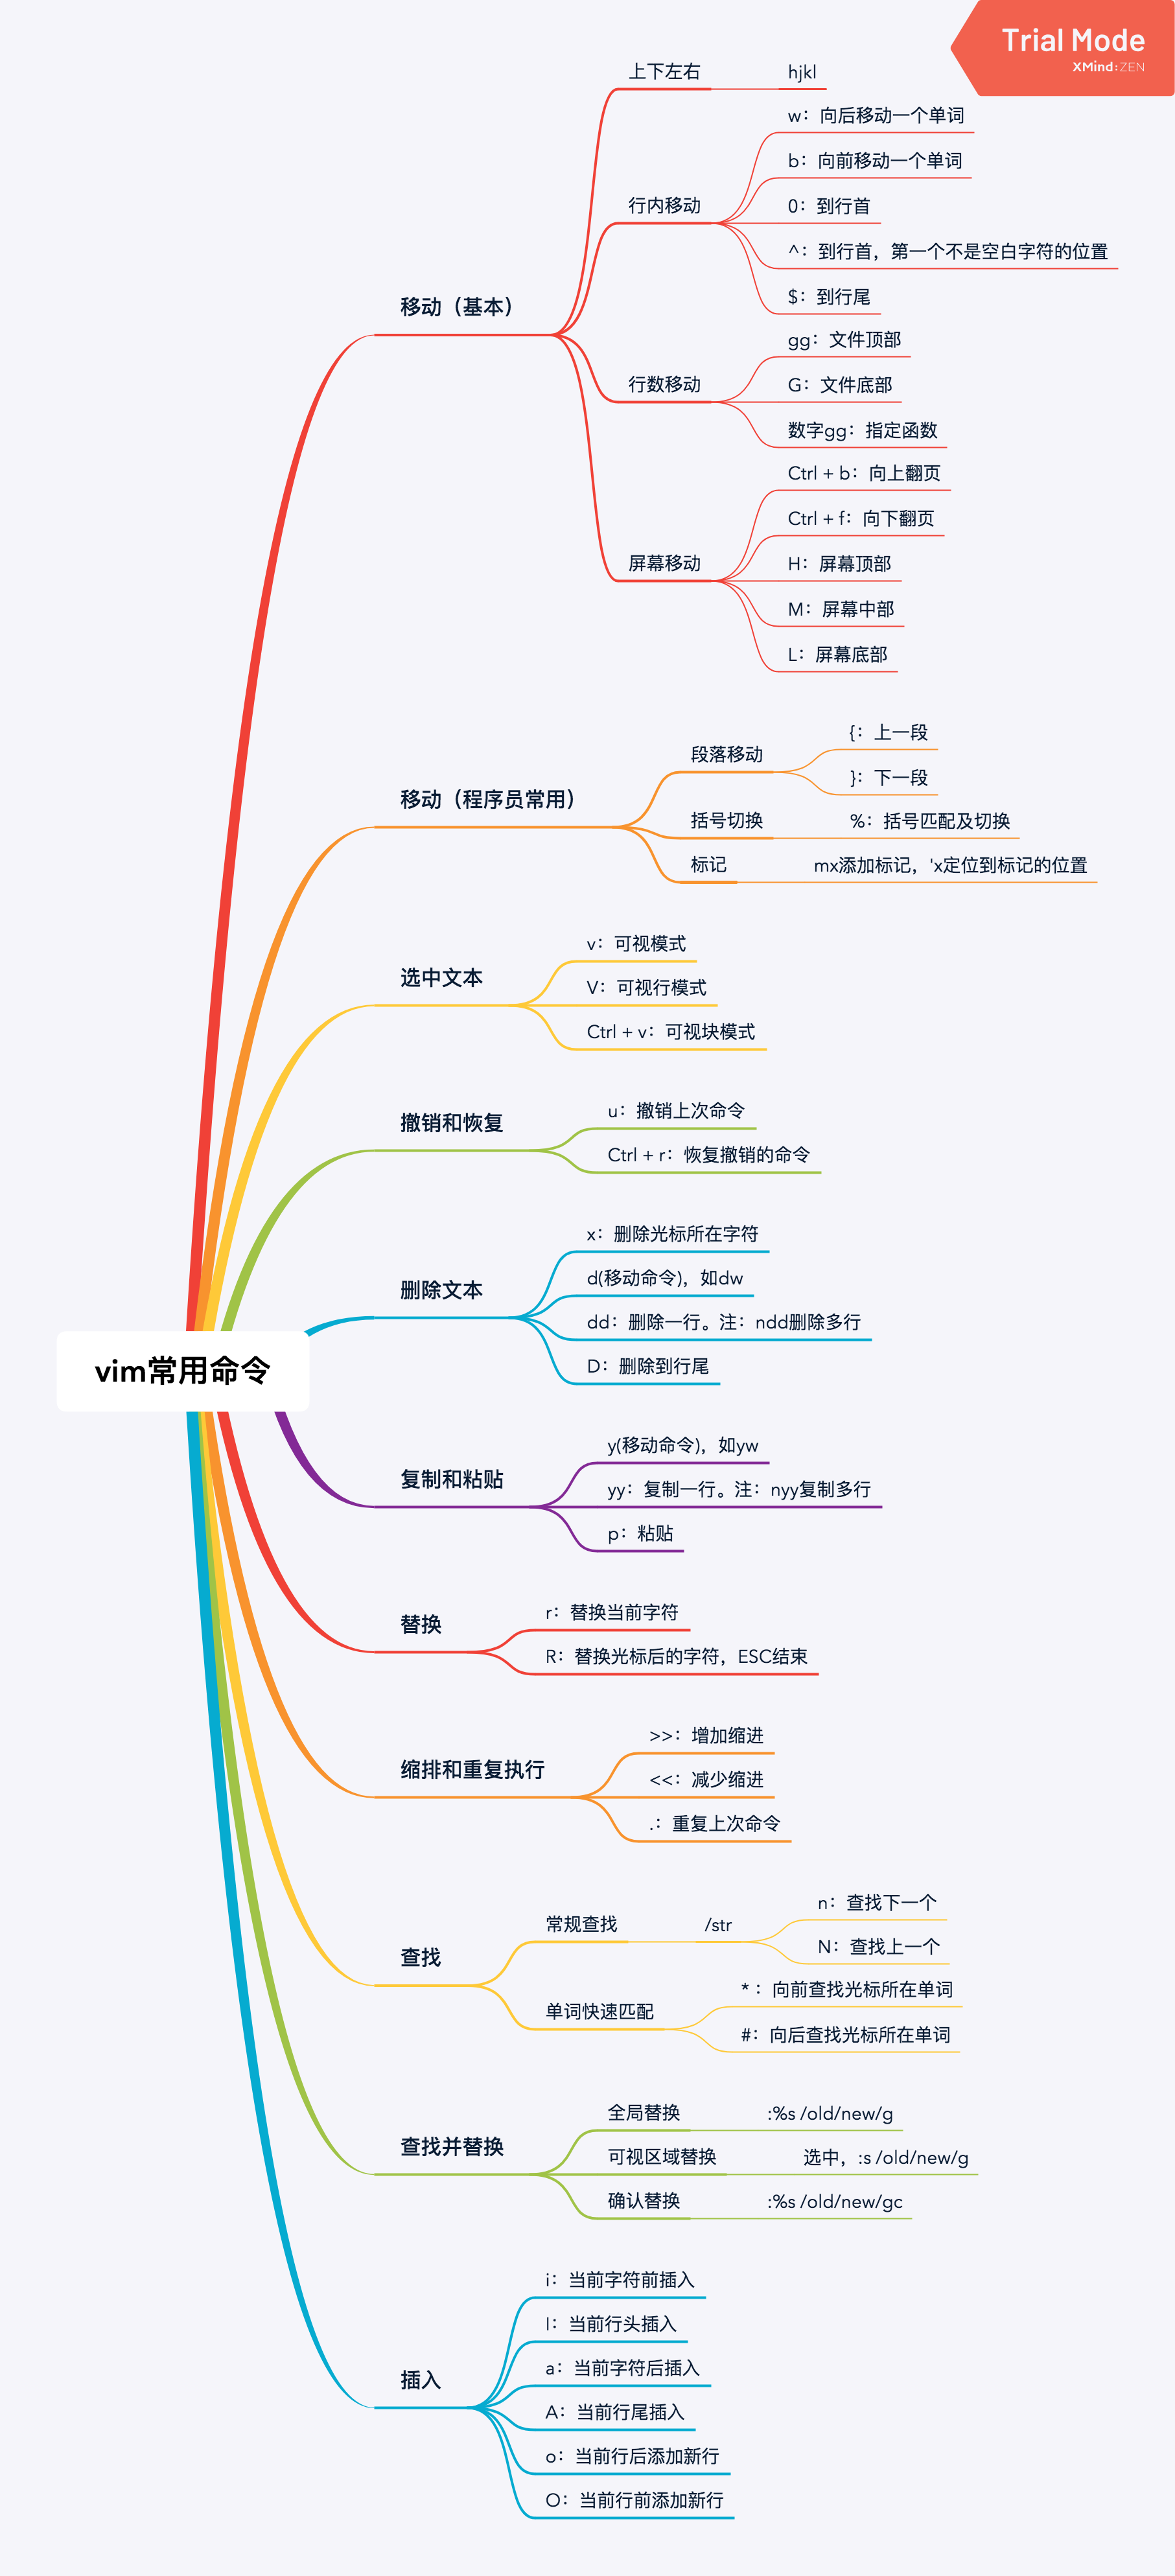 Trial Mode
XMind:ZEN
vim常用命令
移动（基本）
上下左右
hjkl
行内移动
w：向后移动一个单词
b：向前移动一个单词
0：到行首
^：到行首，第一个不是空白字符的位置
$：到行尾
行数移动
gg：文件顶部
G：文件底部
数字gg：指定函数
屏幕移动
Ctrl + b：向上翻页
Ctrl + f：向下翻页
H：屏幕顶部
M：屏幕中部
L：屏幕底部
移动（程序员常用）
段落移动
{：上一段
}：下一段
括号切换
%：括号匹配及切换
标记
mx添加标记，'x定位到标记的位置
选中文本
v：可视模式
V：可视行模式
Ctrl + v：可视块模式
撤销和恢复
u：撤销上次命令
Ctrl + r：恢复撤销的命令
删除文本
x：删除光标所在字符
d(移动命令)，如dw
dd：删除一行。注：ndd删除多行
D：删除到行尾
复制和粘贴
y(移动命令)，如yw
yy：复制一行。注：nyy复制多行
p：粘贴
替换
r：替换当前字符
R：替换光标后的字符，ESC结束
缩排和重复执行
>>：增加缩进
<<：减少缩进
.：重复上次命令
查找
常规查找
/str
n：查找下一个
N：查找上一个
单词快速匹配
*：向前查找光标所在单词
#：向后查找光标所在单词
查找并替换
全局替换
:%s /old/new/g
可视区域替换
选中，:s /old/new/g
确认替换
:%s /old/new/gc
插入
i：当前字符前插入
I：当前行头插入
a：当前字符后插入
A：当前行尾插入
o：当前行后添加新行
O：当前行前添加新行